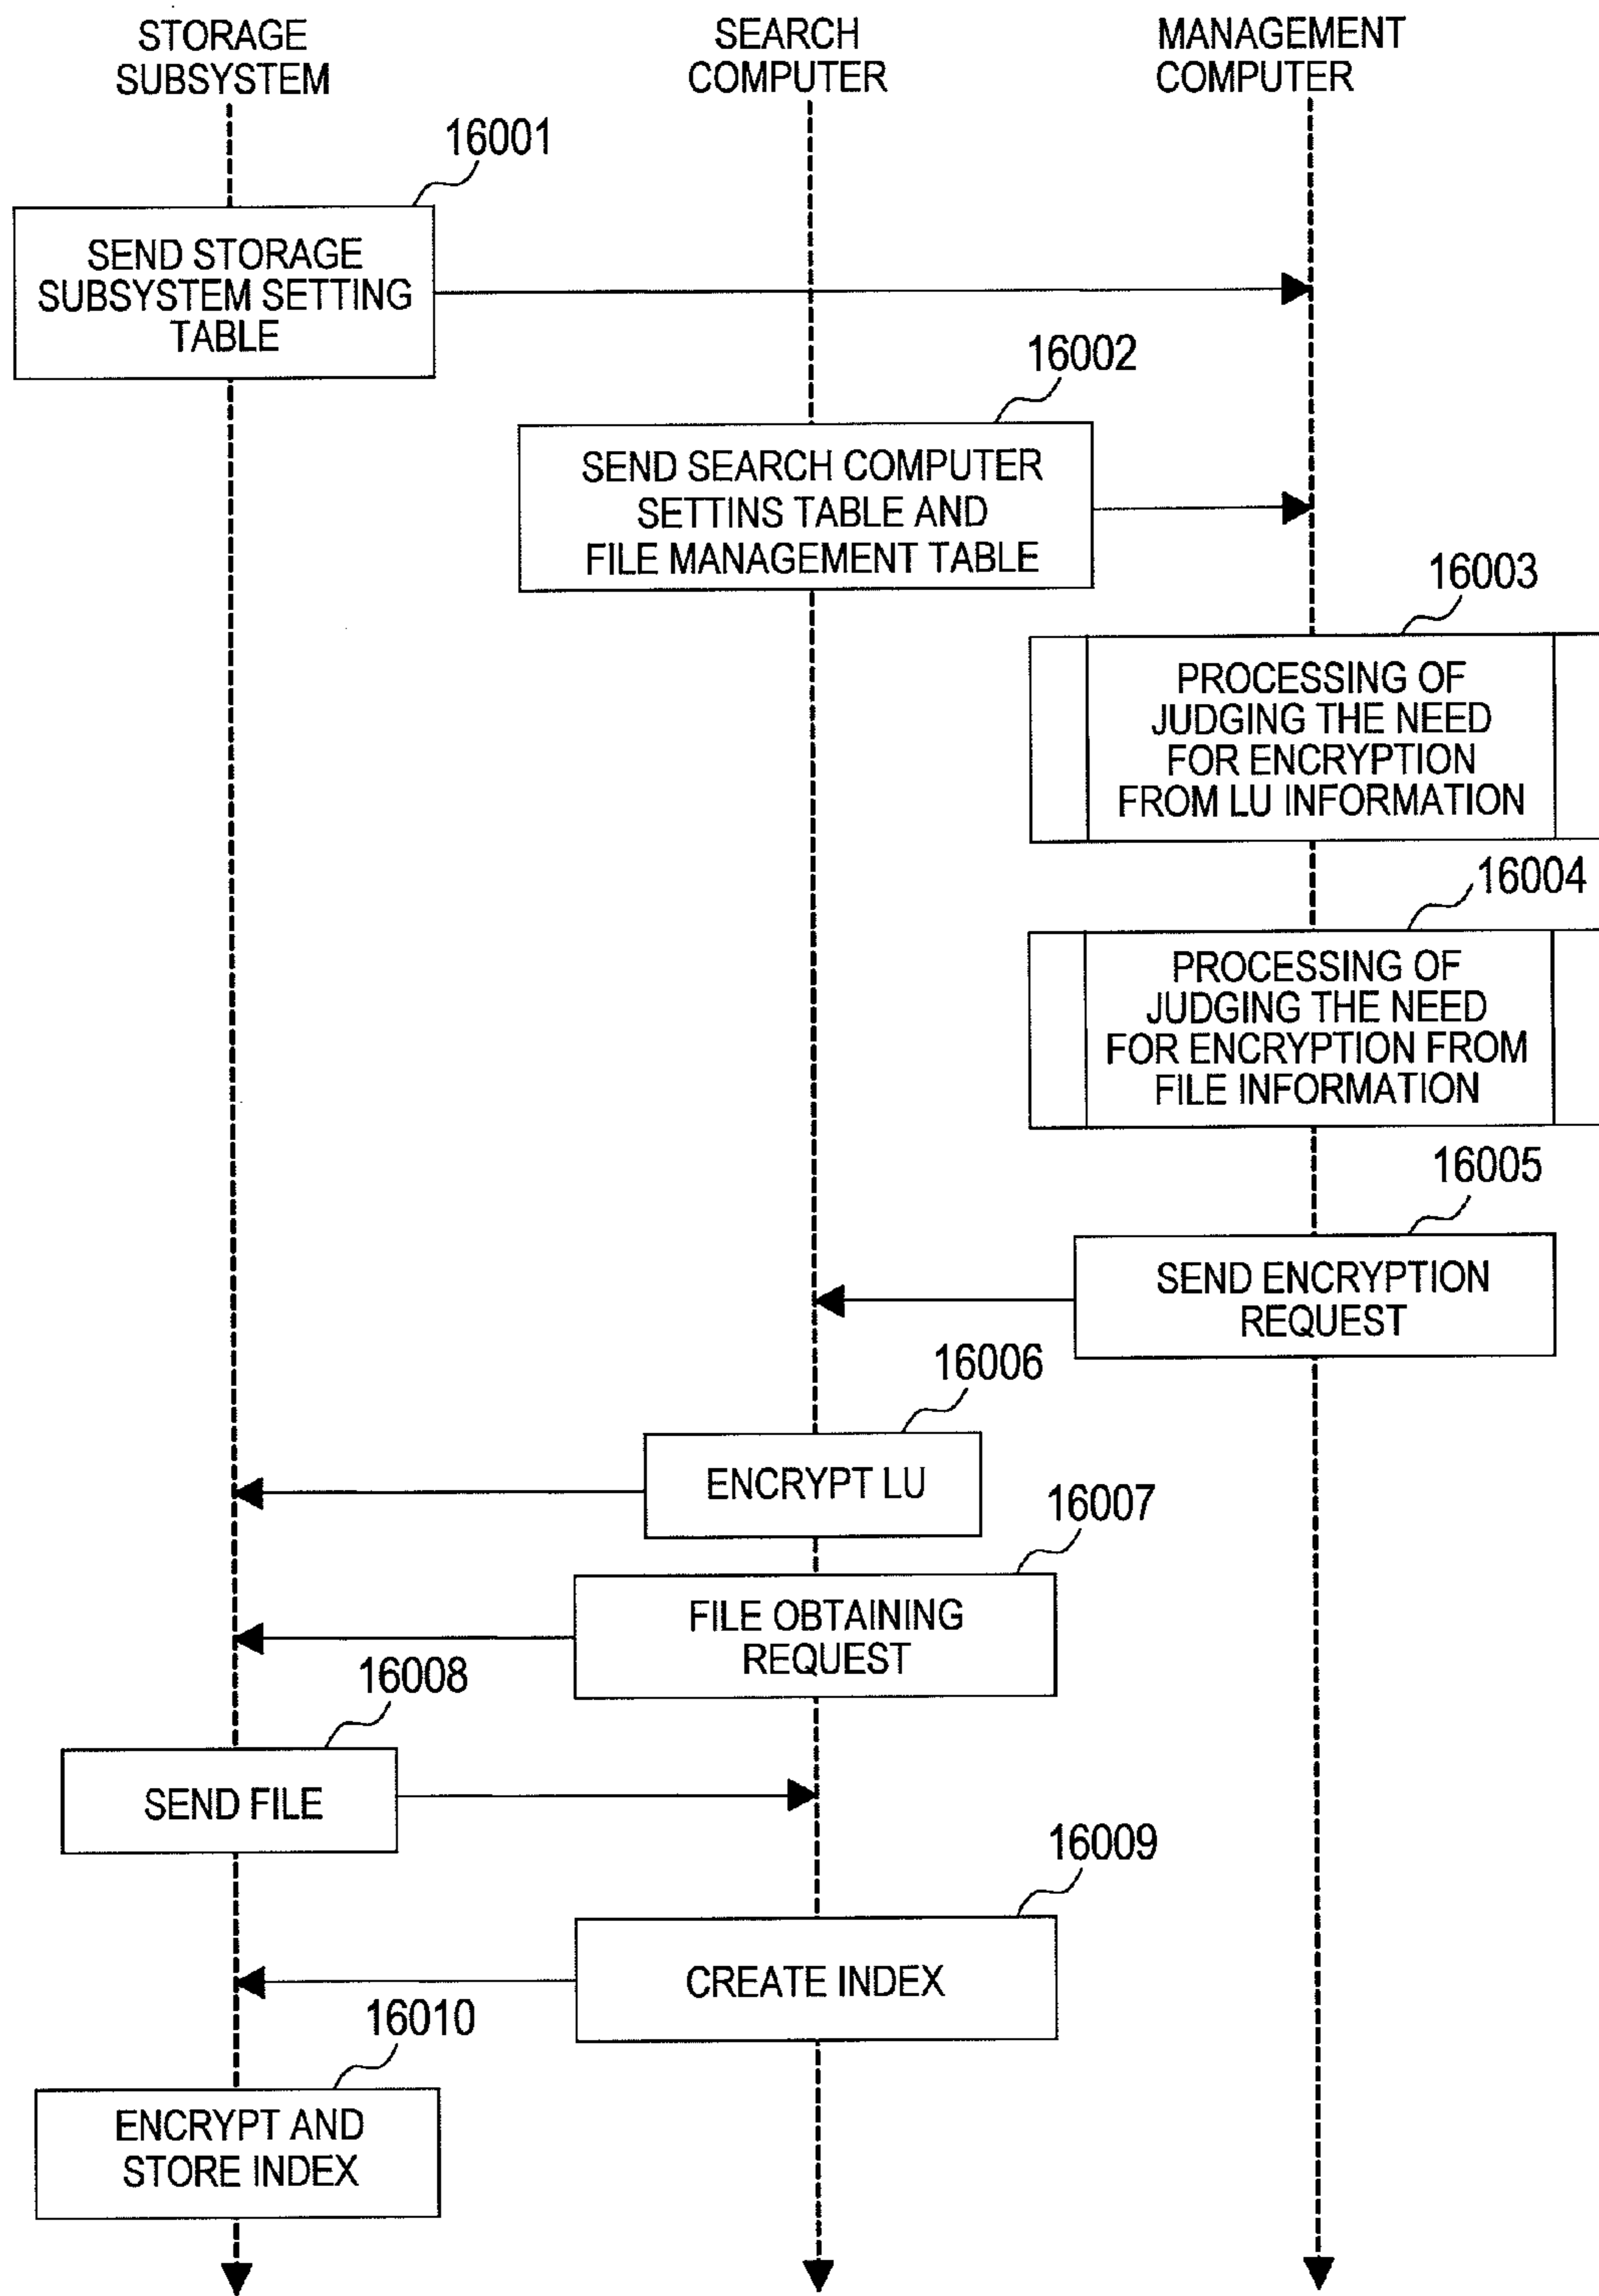 STORAGE
SUBSYSTEM
SEARCH
COMPUTER
MANAGEMENT
COMPUTER
16001
SEND STORAGE
SUBSYSTEM SETTING
TABLE
16002
SEND SEARCH COMPUTER
SETTINS TABLE AND
FILE MANAGEMENT TABLE
16003
PROCESSING OF
JUDGING THE NEED
FOR ENCRYPTION
FROM LU INFORMATION
16004
PROCESSING OF
JUDGING THE NEED
FOR ENCRYPTION FROM
FILE INFORMATION
16005
SEND ENCRYPTION
REQUEST
16006
ENCRYPT LU
16007
FILE OBTAINING
REQUEST
16008
SEND FILE
16009
CREATE INDEX
16010
ENCRYPT AND
STORE INDEX